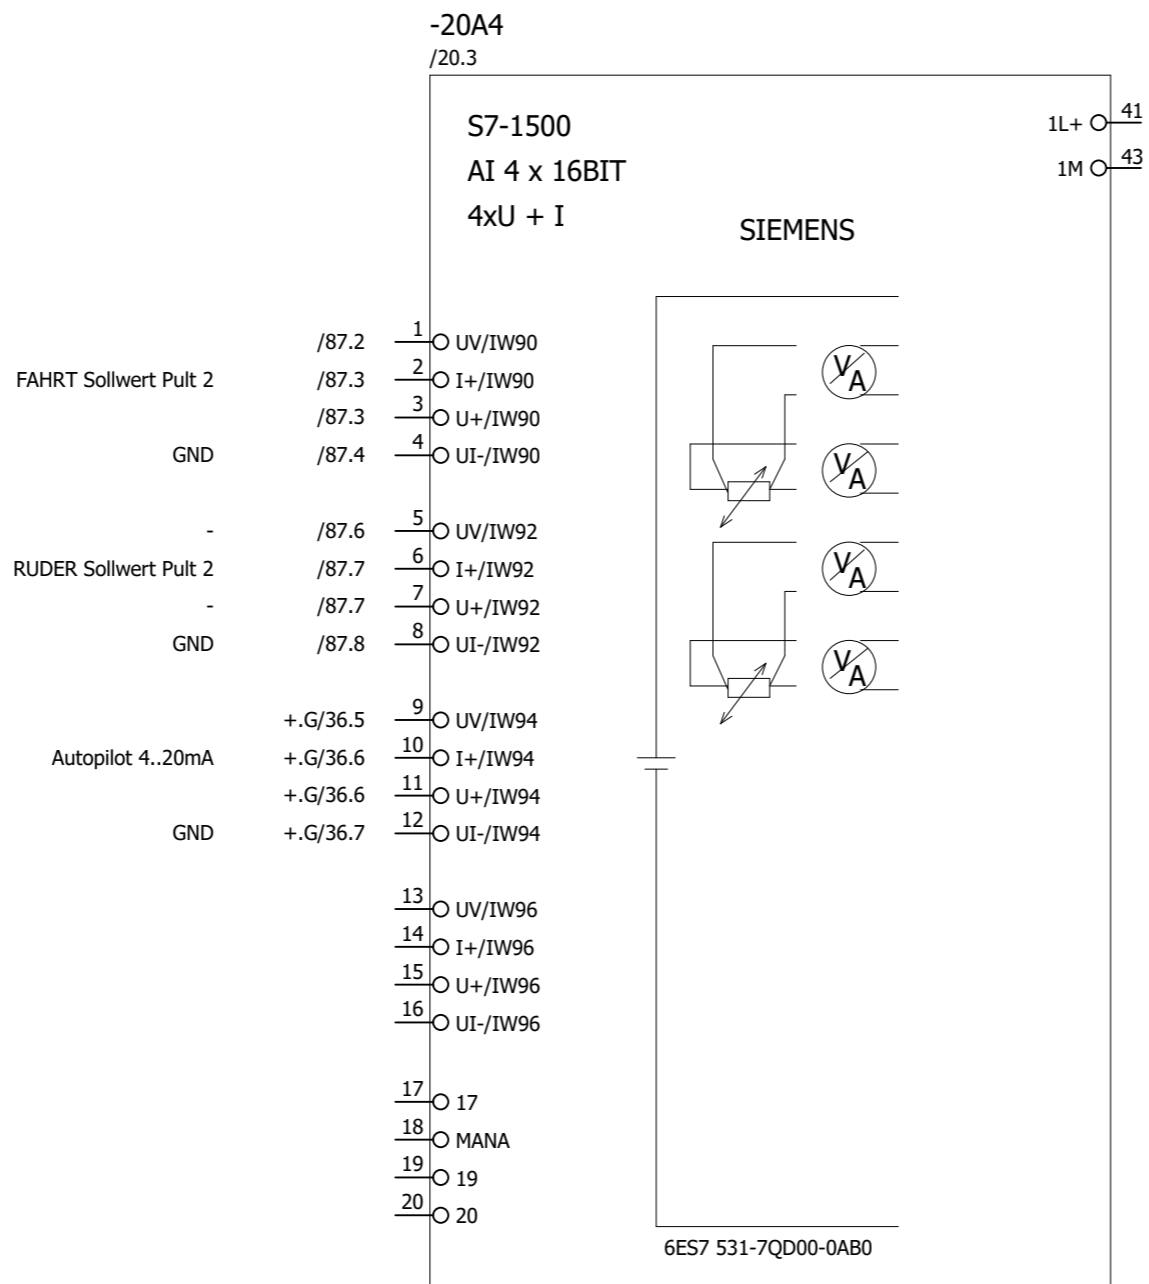 -20A4
/20.3
S7-1500
AI 4 x 16BIT
4xU + I
SIEMENS
1L+ 41
1M 43
/87.2 1 UV/IW90
FAHRT Sollwert Pult 2 /87.3 2 I+/IW90
/87.3 3 U+/IW90
GND /87.4 4 UI-/IW90
- /87.6 5 UV/IW92
RUDER Sollwert Pult 2 /87.7 6 I+/IW92
- /87.7 7 U+/IW92
GND /87.8 8 UI-/IW92
+.G/36.5 9 UV/IW94
Autopilot 4..20mA +.G/36.6 10 I+/IW94
+.G/36.6 11 U+/IW94
GND +.G/36.7 12 UI-/IW94
13 UV/IW96
14 I+/IW96
15 U+/IW96
16 UI-/IW96
17 17
18 MANA
19 19
20 20
V A
V A
V A
V A
6ES7 531-7QD00-0AB0